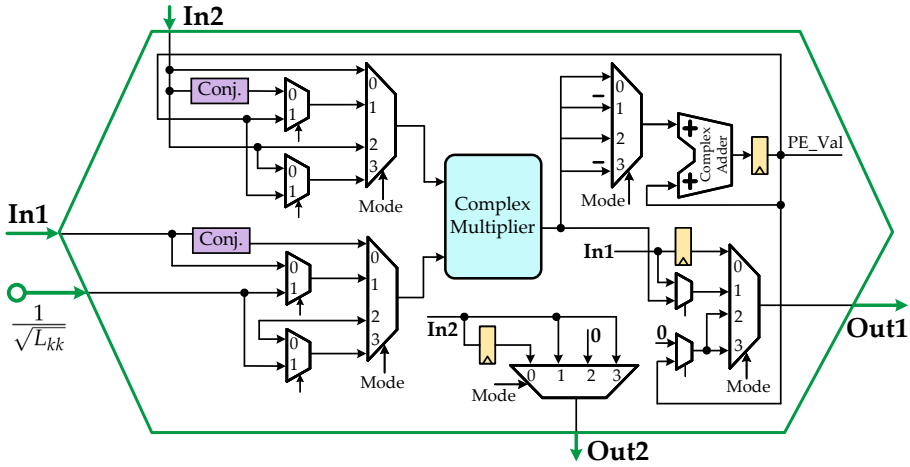 In2
Conj.
0
1
0
1
0
1
2
3
Mode
0
1
2
3
Mode
Complex
Adder
PE_Val
In1
Conj.
0
1
0
1
0
1
2
3
Mode
Complex
Multiplier
1
√L_kk
In1
0
1
2
3
0
Mode
Out1
In2
0
0 1 2 3
Mode
Out2